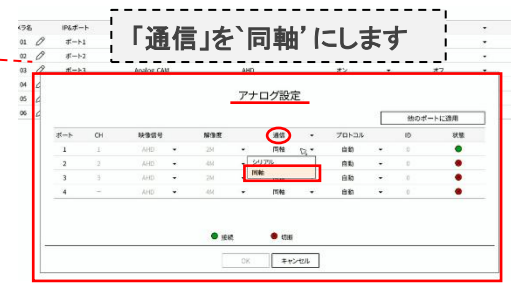 ﾒﾗ名 IP&ポート
「通信」を`同軸’にします
01 ポート1
02 ポート2
03 ポート3 Analog CAM AHD オン オフ
04
05
06
アナログ設定
他のポートに適用
ポート CH 映像信号 解像度 通信 プロトコル ID 状態
1 1 AHD 2M 同軸 自動 0
シリアル
2 2 AHD 4M 自動 0
同軸
3 3 AHD 2M 自動 0
4 − AHD 4M 同軸 自動 0
接続 切断
OK キャンセル